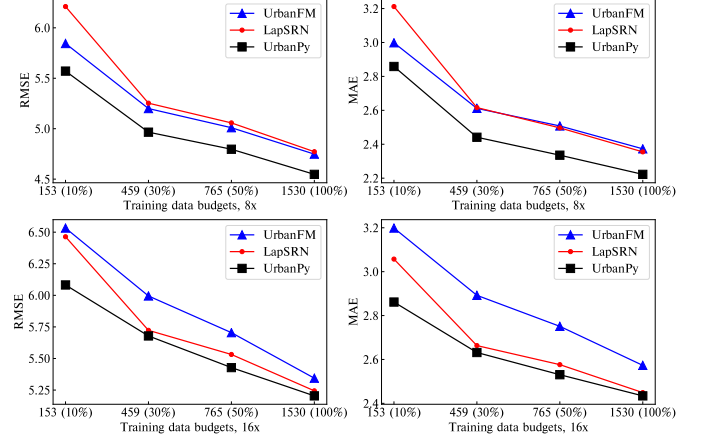 6.0
5.5
5.0
4.5
RMSE
UrbanFM
LapSRN
UrbanPy
153 (10%) 459 (30%) 765 (50%) 1530 (100%)
Training data budgets, 8x
3.2
3.0
2.8
2.6
2.4
2.2
MAE
UrbanFM
LapSRN
UrbanPy
153 (10%) 459 (30%) 765 (50%) 1530 (100%)
Training data budgets, 8x
6.50
6.25
6.00
5.75
5.50
5.25
RMSE
UrbanFM
LapSRN
UrbanPy
153 (10%) 459 (30%) 765 (50%) 1530 (100%)
Training data budgets, 16x
3.2
3.0
2.8
2.6
2.4
MAE
UrbanFM
LapSRN
UrbanPy
153 (10%) 459 (30%) 765 (50%) 1530 (100%)
Training data budgets, 16x